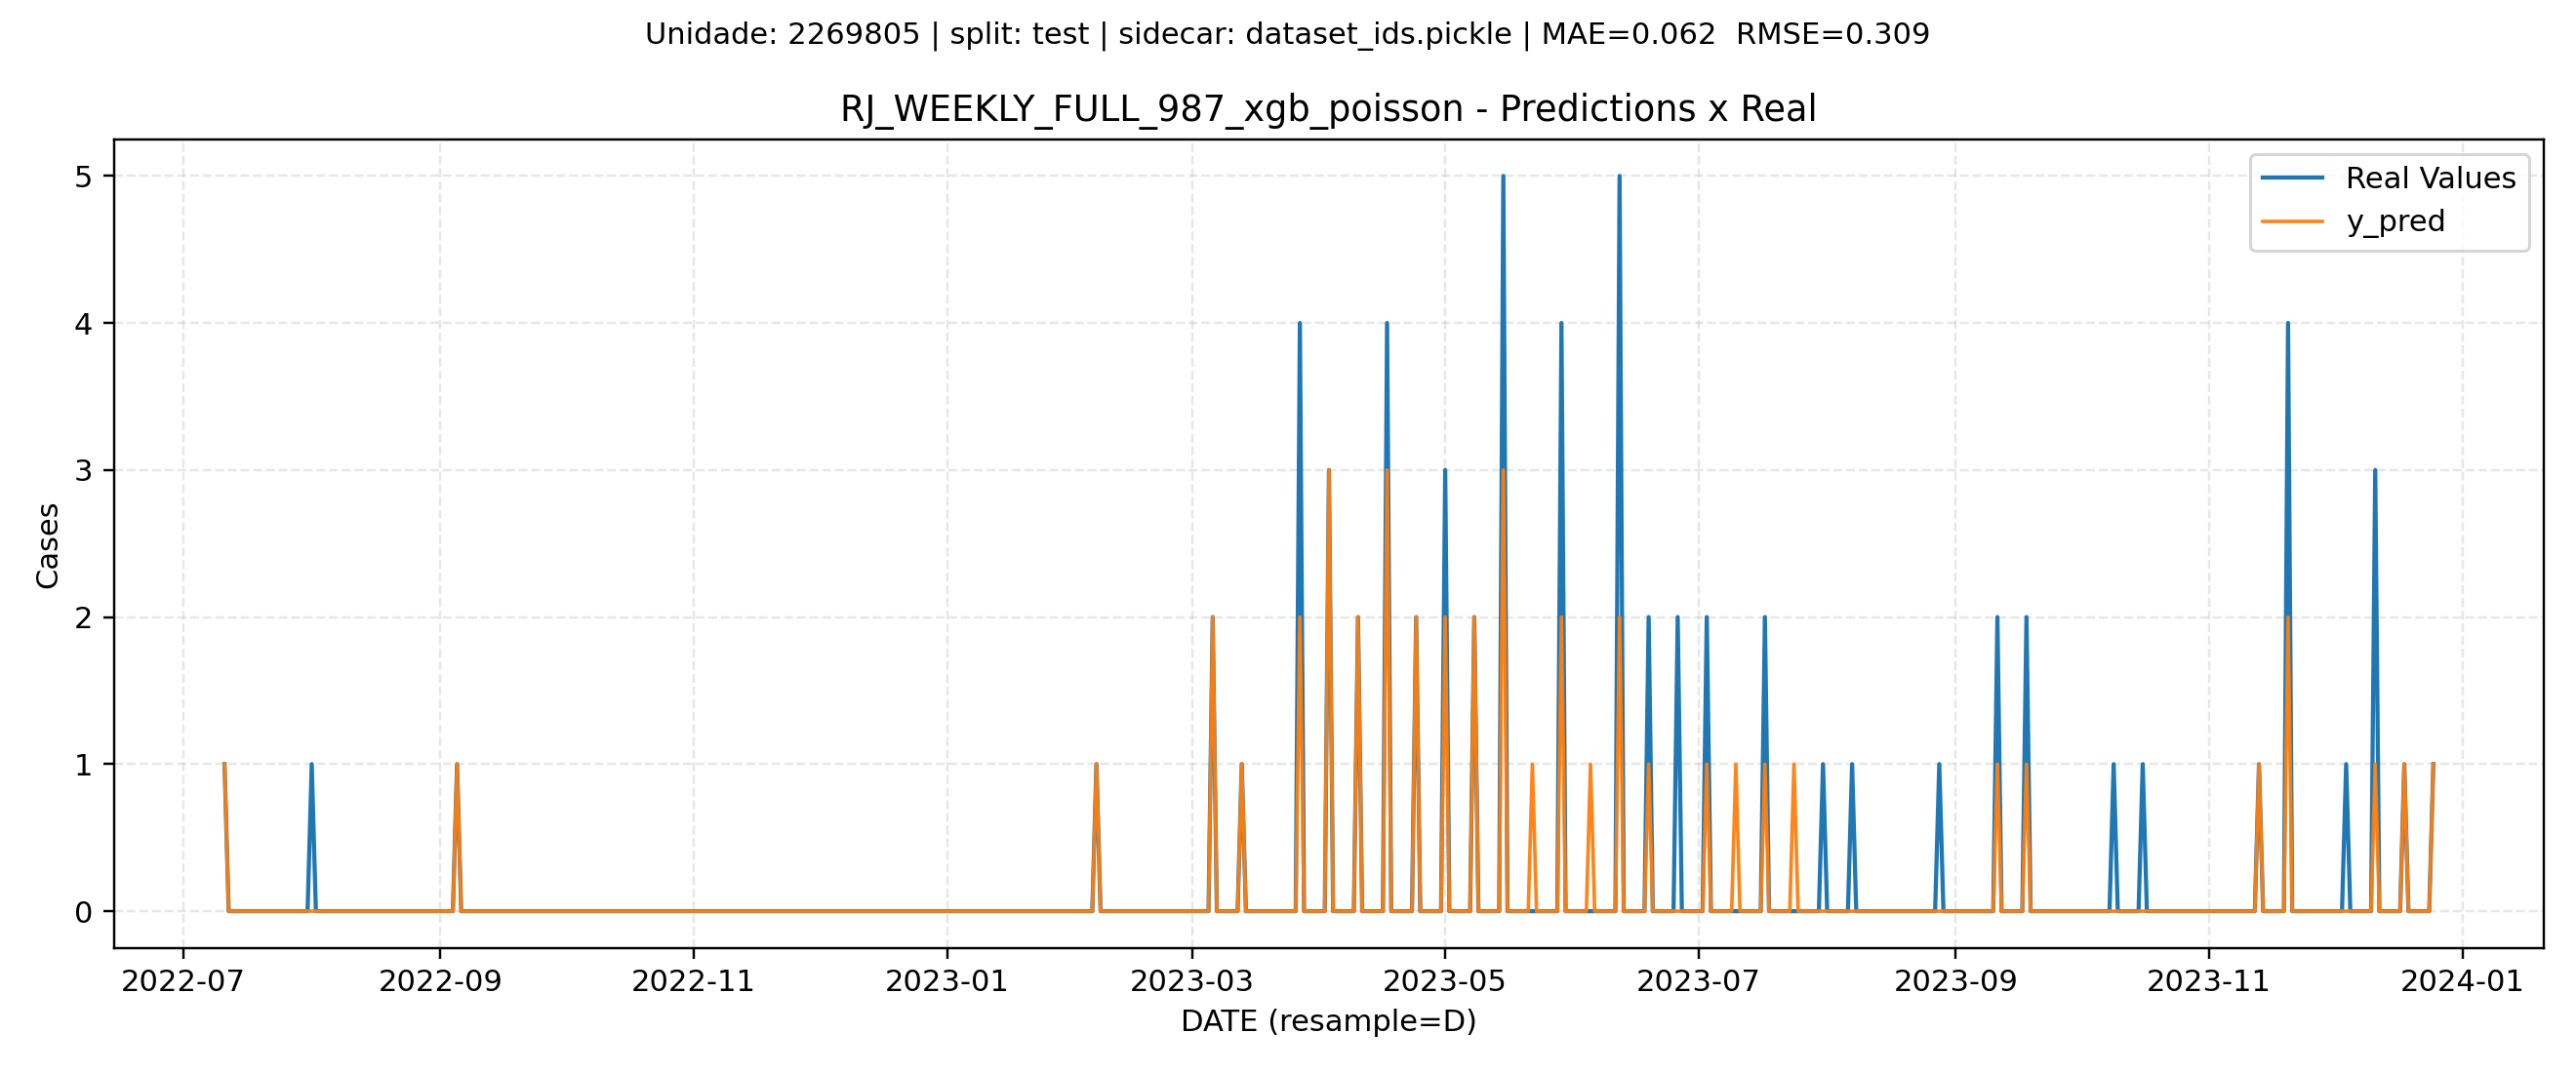 Unidade: 2269805 | split: test | sidecar: dataset_ids.pickle | MAE=0.062  RMSE=0.309
RJ_WEEKLY_FULL_987_xgb_poisson - Predictions x Real
Real Values
y_pred
5
4
3
2
1
0
Cases
2022-07 2022-09 2022-11 2023-01 2023-03 2023-05 2023-07 2023-09 2023-11 2024-01
DATE (resample=D)